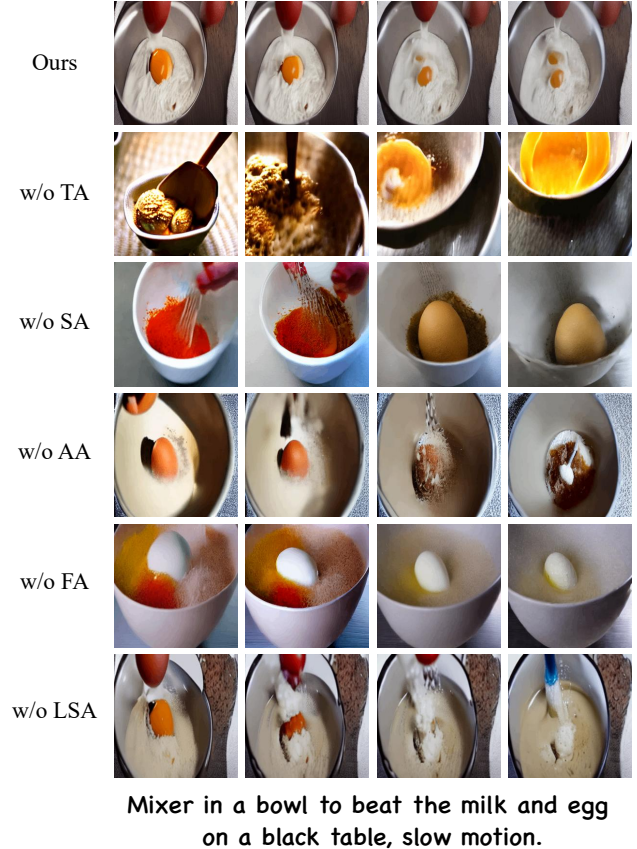 Ours
w/o TA
w/o SA
w/o AA
w/o FA
w/o LSA
Mixer in a bowl to beat the milk and egg
on a black table, slow motion.